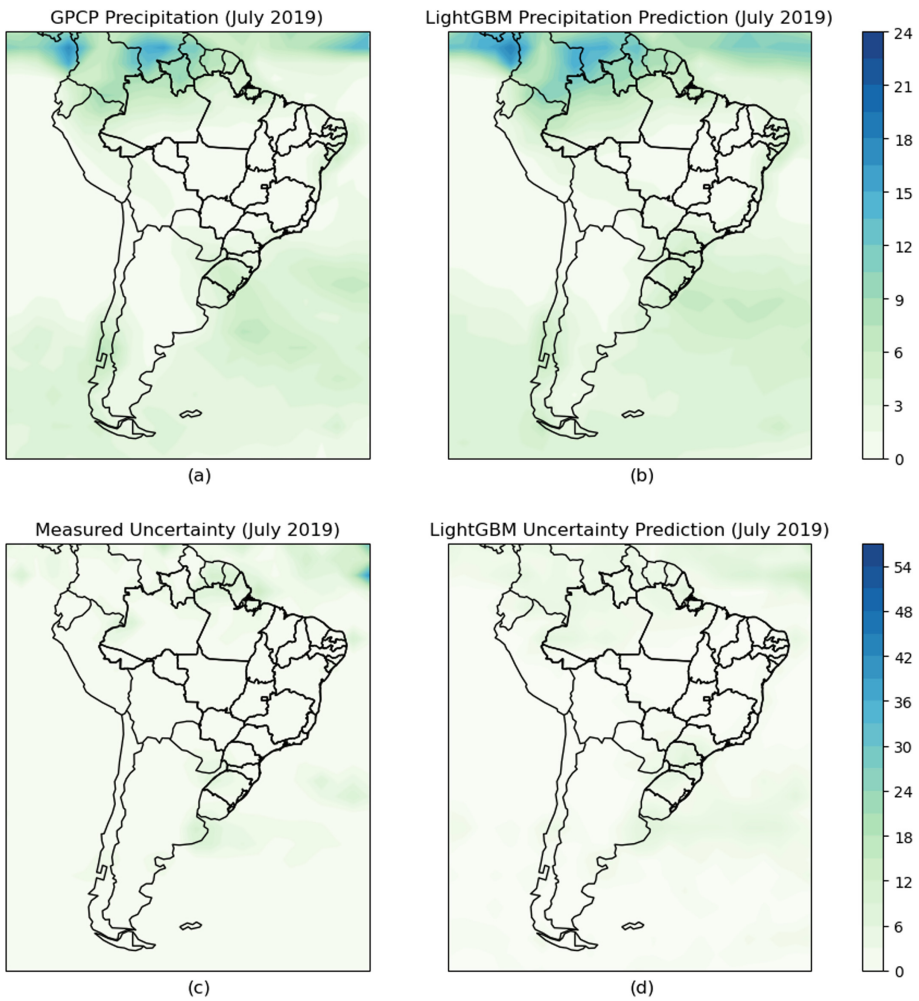 GPCP Precipitation (July 2019)
LightGBM Precipitation Prediction (July 2019)
24
21
18
15
12
9
6
3
0
(a)
(b)
Measured Uncertainty (July 2019)
LightGBM Uncertainty Prediction (July 2019)
54
48
42
36
30
24
18
12
6
0
(c)
(d)